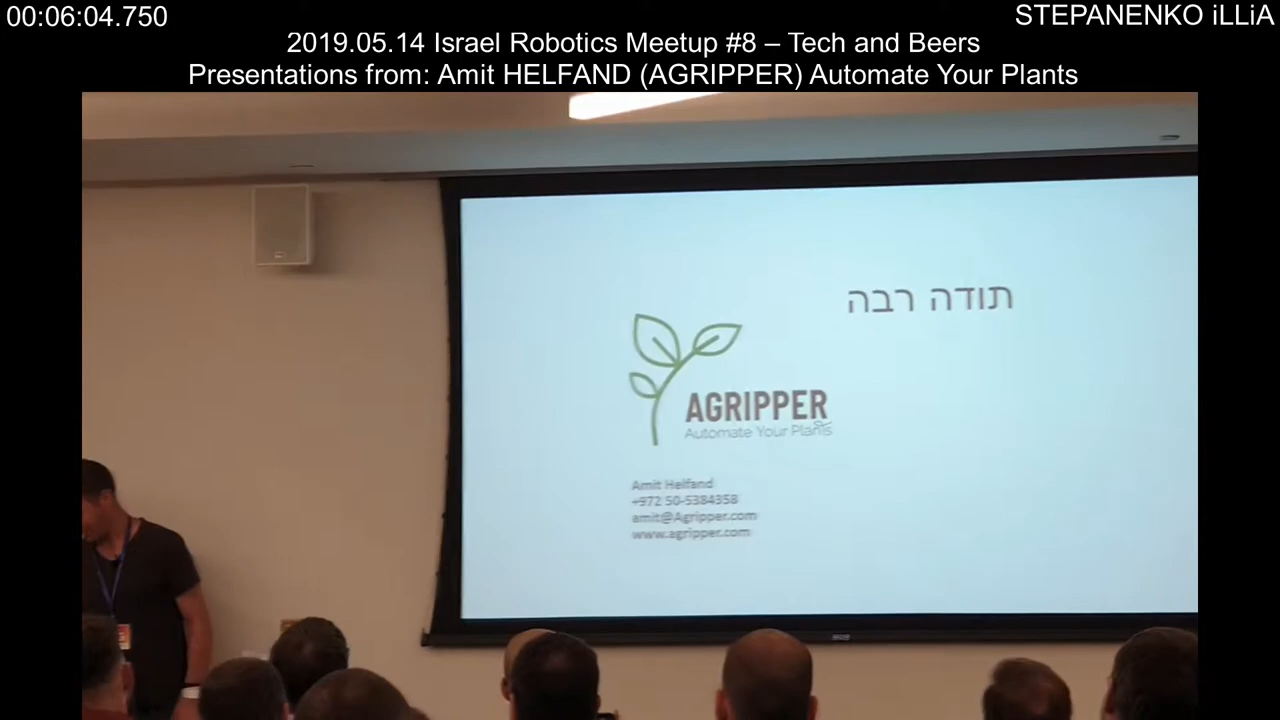 00:06:04.750
STEPANENKO iLLiA
2019.05.14 Israel Robotics Meetup #8 – Tech and Beers
Presentations from: Amit HELFAND (AGRIPPER) Automate Your Plants
תודה רבה
AGRIPPER
Automate Your Plants
Amit Helfand
+972 50-5384358
amit@Agripper.com
www.agripper.com